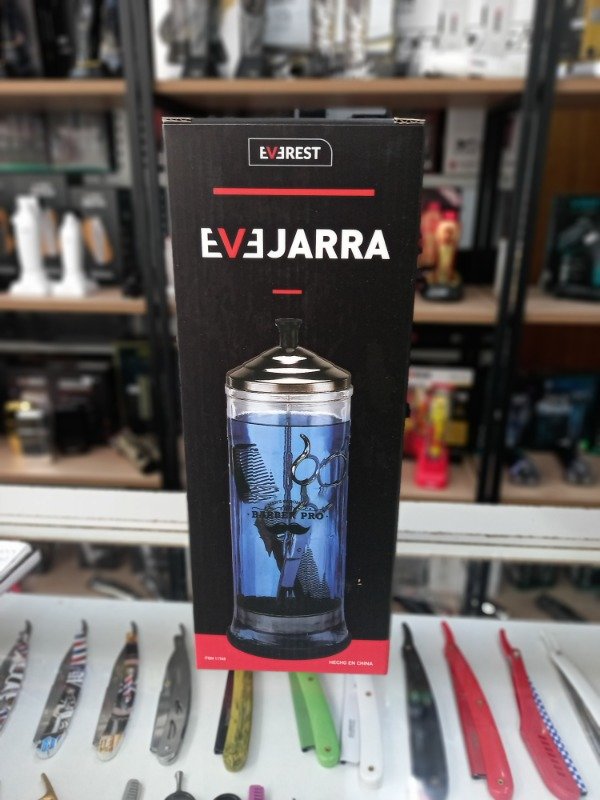 EVEREST
EVEJARRA
BARBER PRO
HECHO EN CHINA